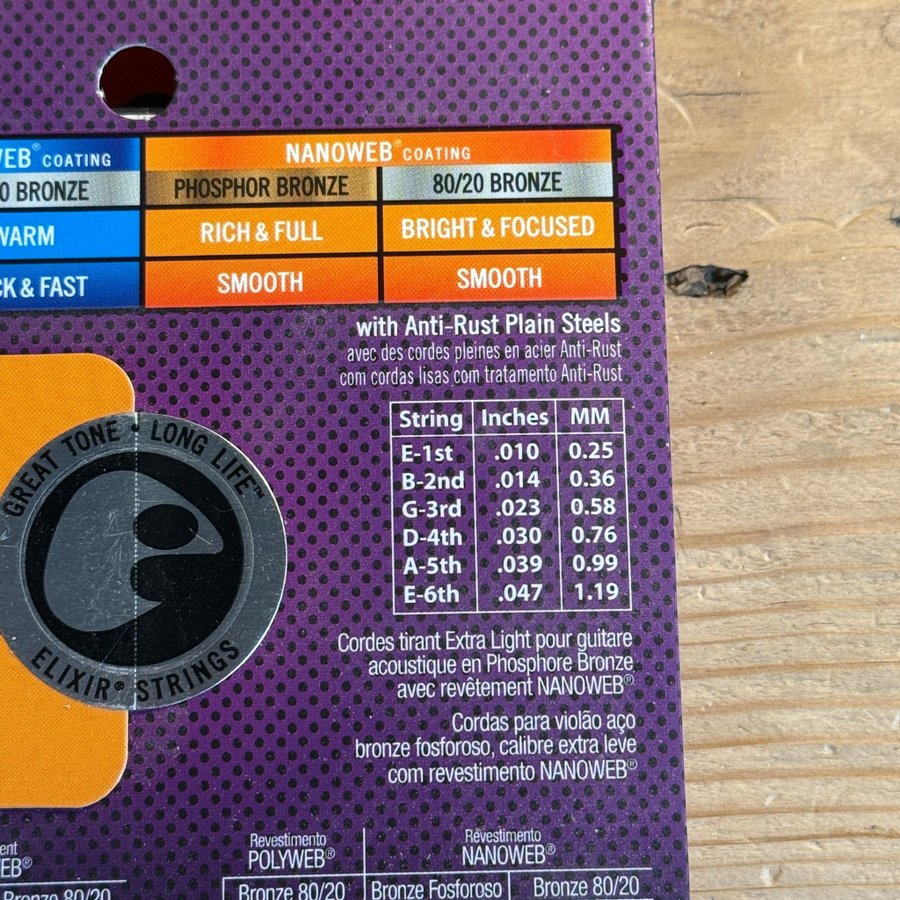 COATING
NANOWEB® COATING
BRONZE
PHOSPHOR BRONZE
80/20 BRONZE
WARM
RICH & FULL
BRIGHT & FOCUSED
& FAST
SMOOTH
SMOOTH
with Anti-Rust Plain Steels
avec des cordes pleines en acier Anti-Rust
com cordas lisas com tratamento Anti-Rust
String Inches MM
E-1st .010 0.25
B-2nd .014 0.36
G-3rd .023 0.58
D-4th .030 0.76
A-5th .039 0.99
E-6th .047 1.19
GREAT TONE • LONG LIFE™
ELIXIR® STRINGS
Cordes tirant Extra Light pour guitare
acoustique en Phosphore Bronze
avec revêtement NANOWEB®
Cordas para violão aço
bronze fosforoso, calibre extra leve
com revestimento NANOWEB®
Revestimento
POLYWEB®
Revestimento
NANOWEB®
Bronze 80/20
Bronze 80/20
Bronze Fosforoso
Bronze 80/20